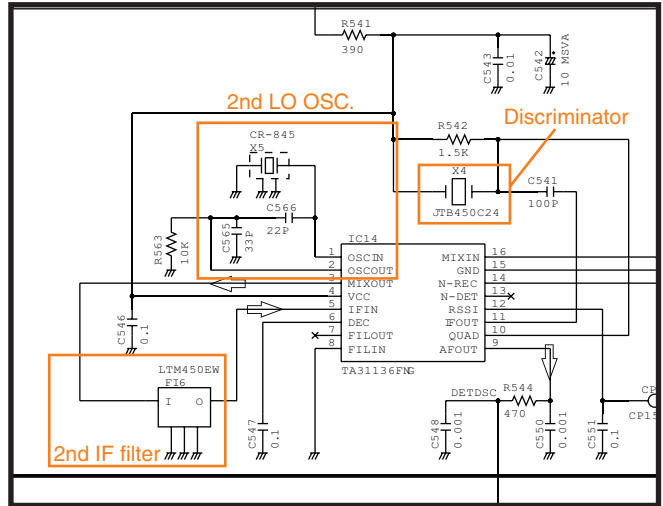 R541
390
C543
0.01
C542
10 MSVA
2nd LO OSC.
Discriminator
CR-845
X5
R542
1.5K
X4
JTB450C24
C541
100P
C566
22P
C565
33P
R563
10K
IC14
1 OSCIN MIXIN 16
2 OSCOUT GND 15
3 MIXOUT N-REC 14
4 VCC N-DET 13
5 IFIN RSSI 12
6 DEC IFOUT 11
7 FILOUT QUAD 10
8 FILIN AFOUT 9
TA31136FNG
C546
0.1
LTM450EW
FI6
I O
2nd IF filter
C547
0.1
DETDSC
R544
470
C548
0.001
C550
0.001
C551
0.1
CP
CP15